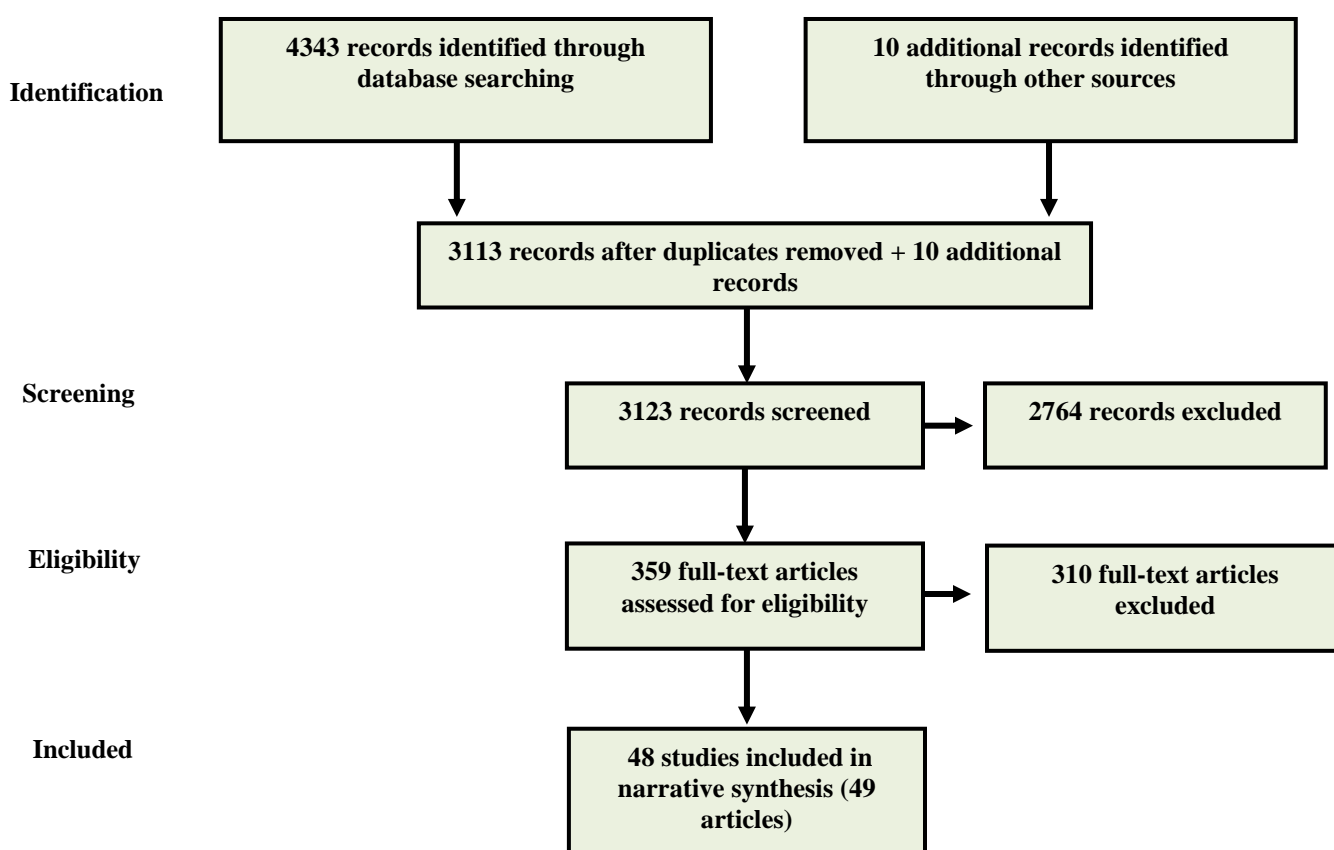 4343 records identified through
database searching
10 additional records identified
through other sources
Identification
3113 records after duplicates removed + 10 additional
records
Screening
3123 records screened
2764 records excluded
Eligibility
359 full-text articles
assessed for eligibility
310 full-text articles
excluded
Included
48 studies included in
narrative synthesis (49
articles)